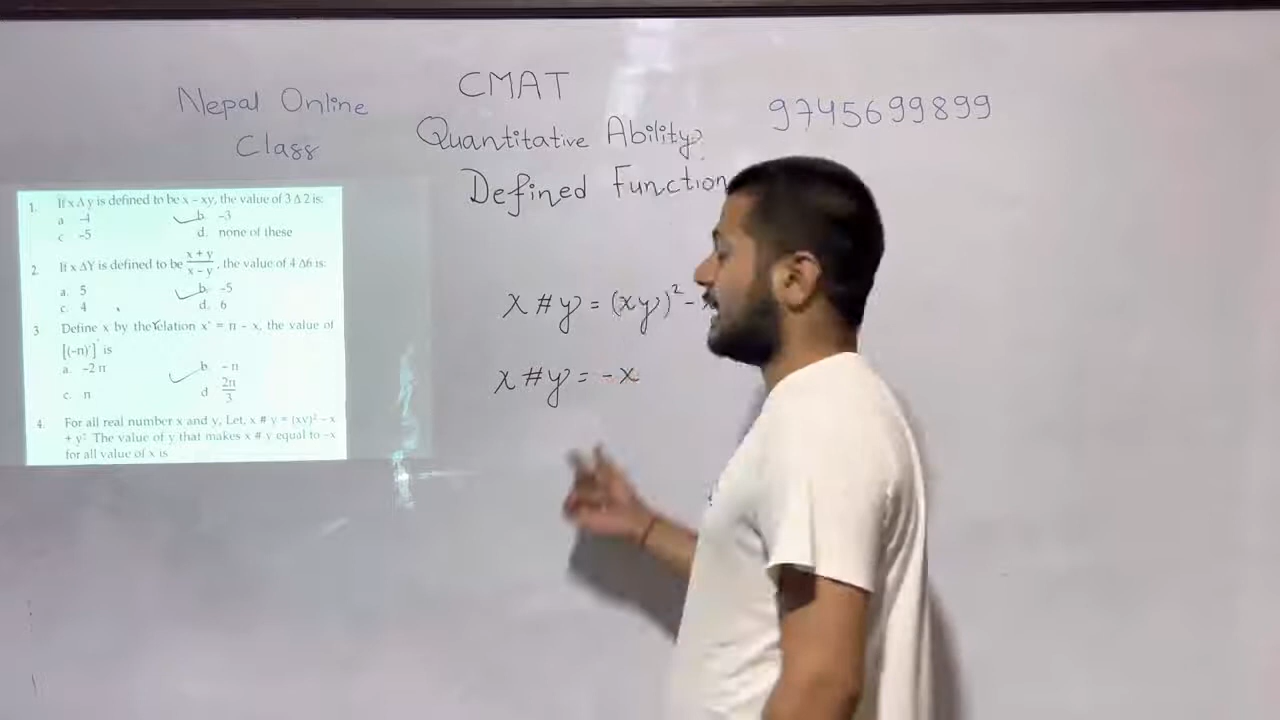 Nepal Online
Class
CMAT
Quantitative Ability
Defined Function
9745699899
1. If x Δ y is defined to be x – xy, the value of 3 Δ 2 is:
a -4 b. -3
c -5 d. none of these
2. If x ΔY is defined to be x + y / x – y, the value of 4 Δ6 is:
a. 5 b. -5
c. 4 d. 6
3 Define x by the relation x* = n – x, the value of
[(-n)*]* is
a. -2n b. -n
c. n d 2n/3
4. For all real number x and y, Let, x # y = (xy)² – x
+ y² The value of y that makes x # y equal to –x
for all value of x is
x # y = (xy)² -
x # y = -x